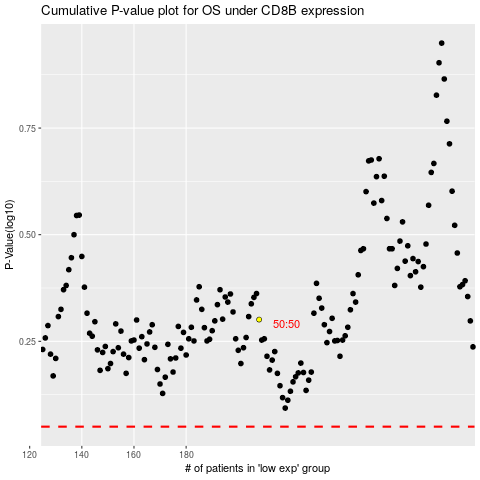 Cumulative P-value plot for OS under CD8B expression
P-Value(log10)
0.75
0.50
0.25
50:50
120 140 160 180
# of patients in 'low exp' group